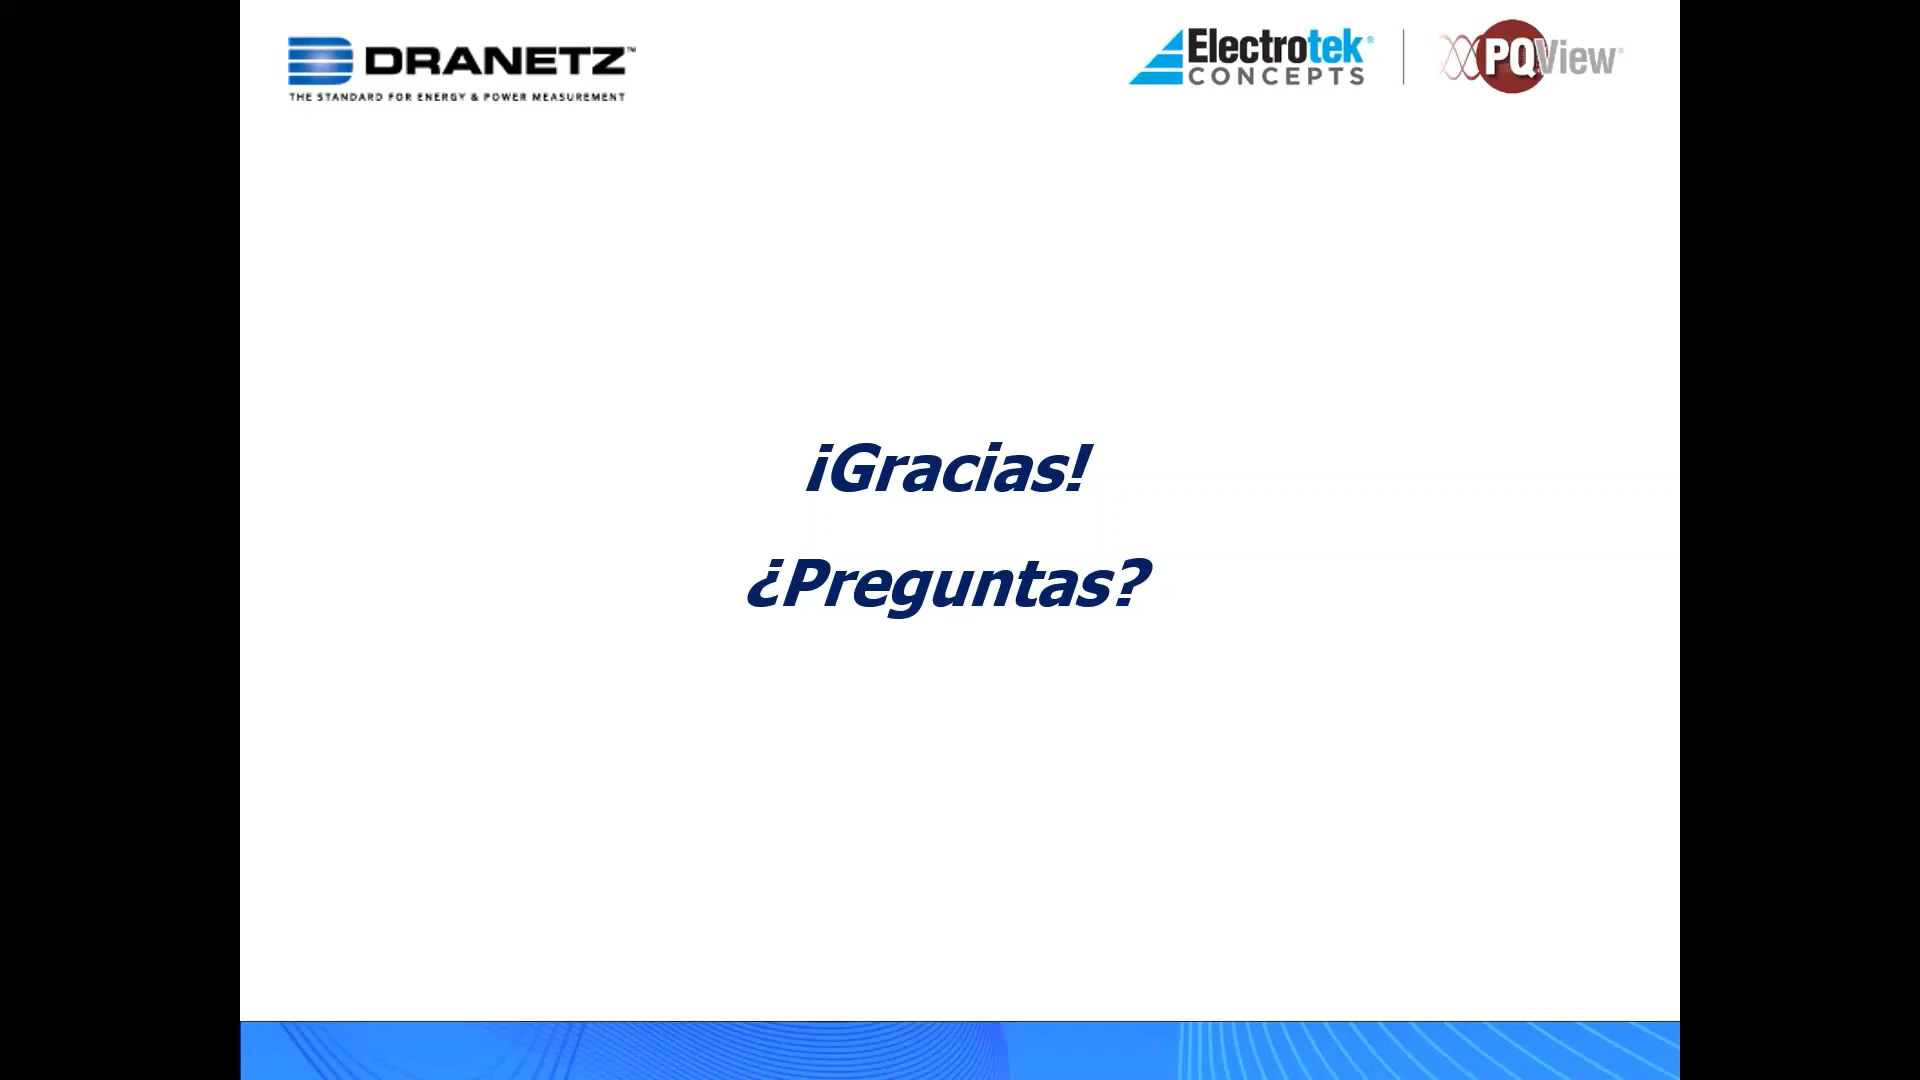 DRANETZ™
THE STANDARD FOR ENERGY & POWER MEASUREMENT
Electrotek®
CONCEPTS
PQView®
¡Gracias!
¿Preguntas?